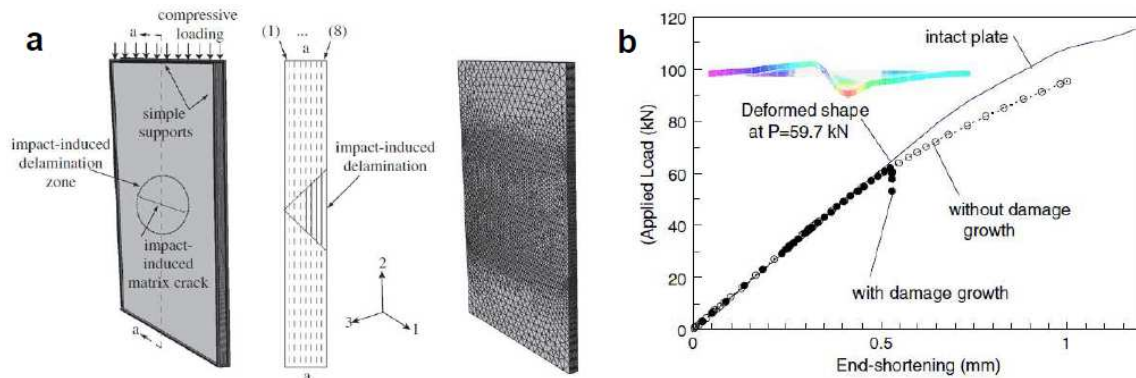 a
compressive
loading
a
simple
supports
impact-induced
delamination
zone
impact-
induced
matrix crack
a
(1) ... (8)
a
impact-induced
delamination
2
3
1
a
b
(Applied Load (kN)
120
100
80
60
40
20
0
intact plate
Deformed shape
at P=59.7 kN
without damage
growth
with damage growth
0
0.5
1
End-shortening (mm)